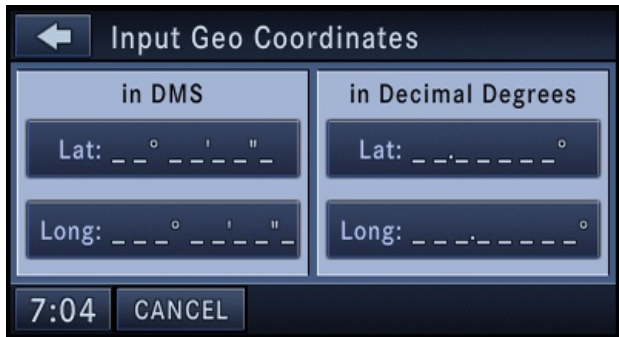 Input Geo Coordinates
in DMS
Lat: _ _° _ _' _ _"_
Long: _ _ _° _ _' _ _"_
in Decimal Degrees
Lat: _ _._ _ _ _ _°
Long: _ _ _._ _ _ _ _°
7:04 CANCEL